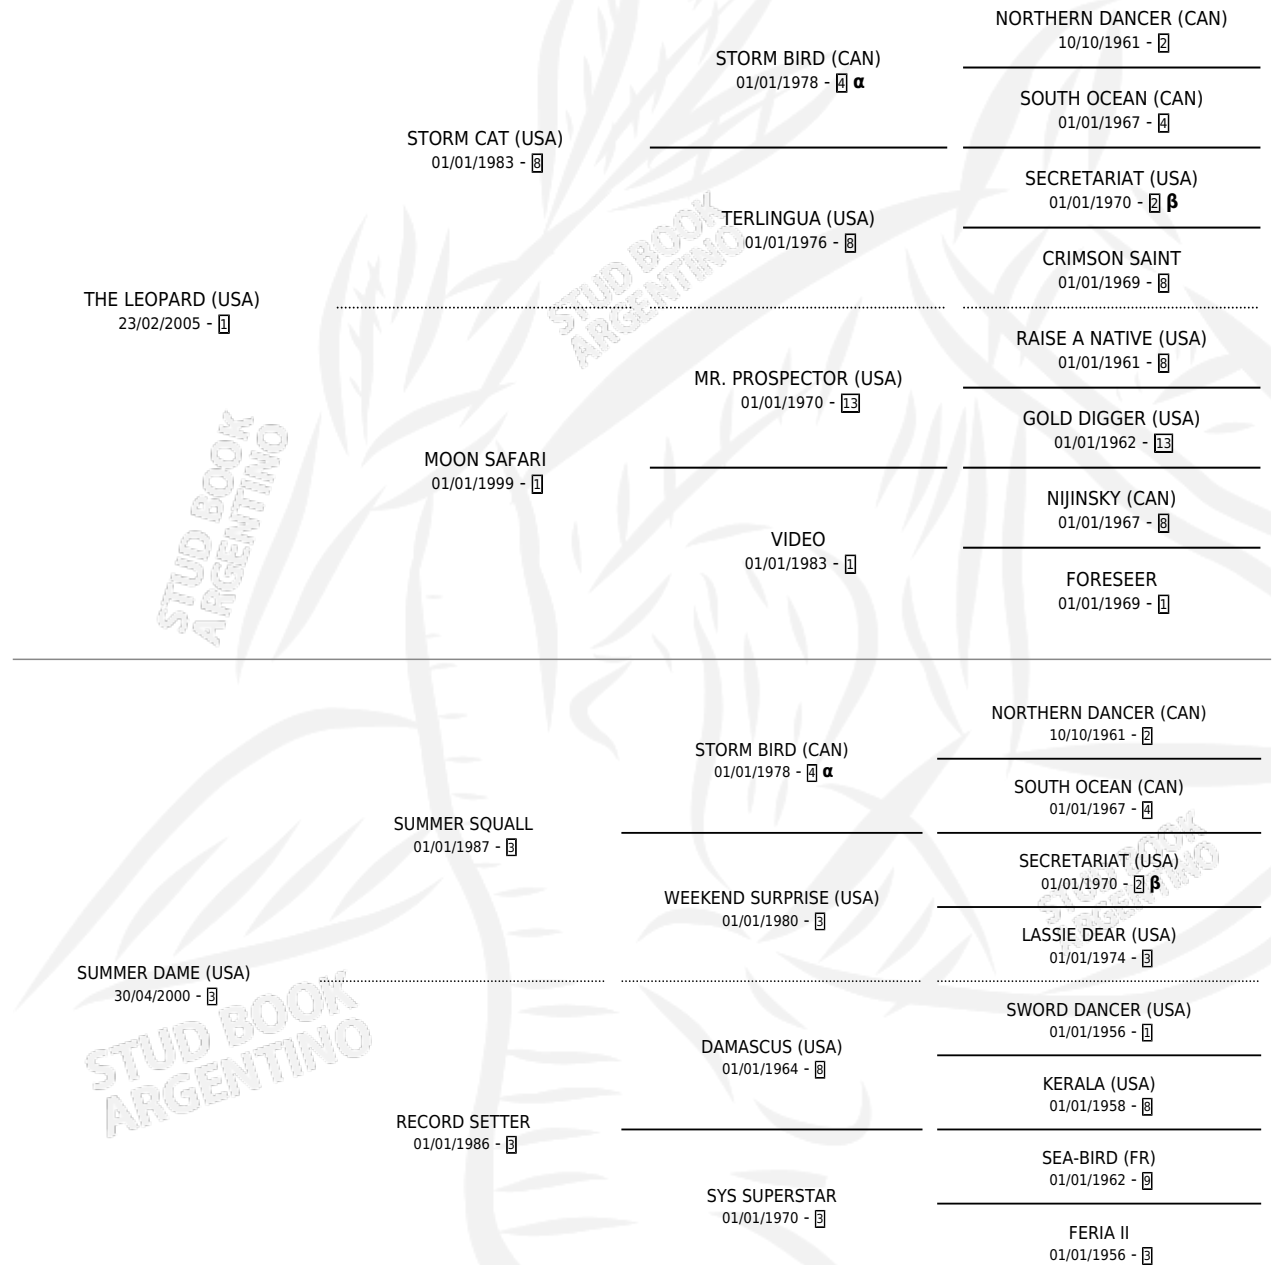 NORTHERN DANCER (CAN)
10/10/1961 - 2
STORM BIRD (CAN)
01/01/1978 - 4 α
SOUTH OCEAN (CAN)
01/01/1967 - 4
STORM CAT (USA)
01/01/1983 - 8
SECRETARIAT (USA)
01/01/1970 - 2 β
TERLINGUA (USA)
01/01/1976 - 8
CRIMSON SAINT
01/01/1969 - 8
THE LEOPARD (USA)
23/02/2005 - 1
RAISE A NATIVE (USA)
01/01/1961 - 8
MR. PROSPECTOR (USA)
01/01/1970 - 13
GOLD DIGGER (USA)
01/01/1962 - 13
MOON SAFARI
01/01/1999 - 1
NIJINSKY (CAN)
01/01/1967 - 8
VIDEO
01/01/1983 - 1
FORESEER
01/01/1969 - 1
NORTHERN DANCER (CAN)
10/10/1961 - 2
STORM BIRD (CAN)
01/01/1978 - 4 α
SOUTH OCEAN (CAN)
01/01/1967 - 4
SUMMER SQUALL
01/01/1987 - 3
SECRETARIAT (USA)
01/01/1970 - 2 β
WEEKEND SURPRISE (USA)
01/01/1980 - 3
LASSIE DEAR (USA)
01/01/1974 - 3
SUMMER DAME (USA)
30/04/2000 - 3
SWORD DANCER (USA)
01/01/1956 - 1
DAMASCUS (USA)
01/01/1964 - 8
KERALA (USA)
01/01/1958 - 8
RECORD SETTER
01/01/1986 - 3
SEA-BIRD (FR)
01/01/1962 - 9
SYS SUPERSTAR
01/01/1970 - 3
FERIA II
01/01/1956 - 3
STUD BOOK
ARGENTINO
STUD BOOK
ARGENTINO
STUD BOOK
ARGENTINO
STUD BOOK
ARGENTINO